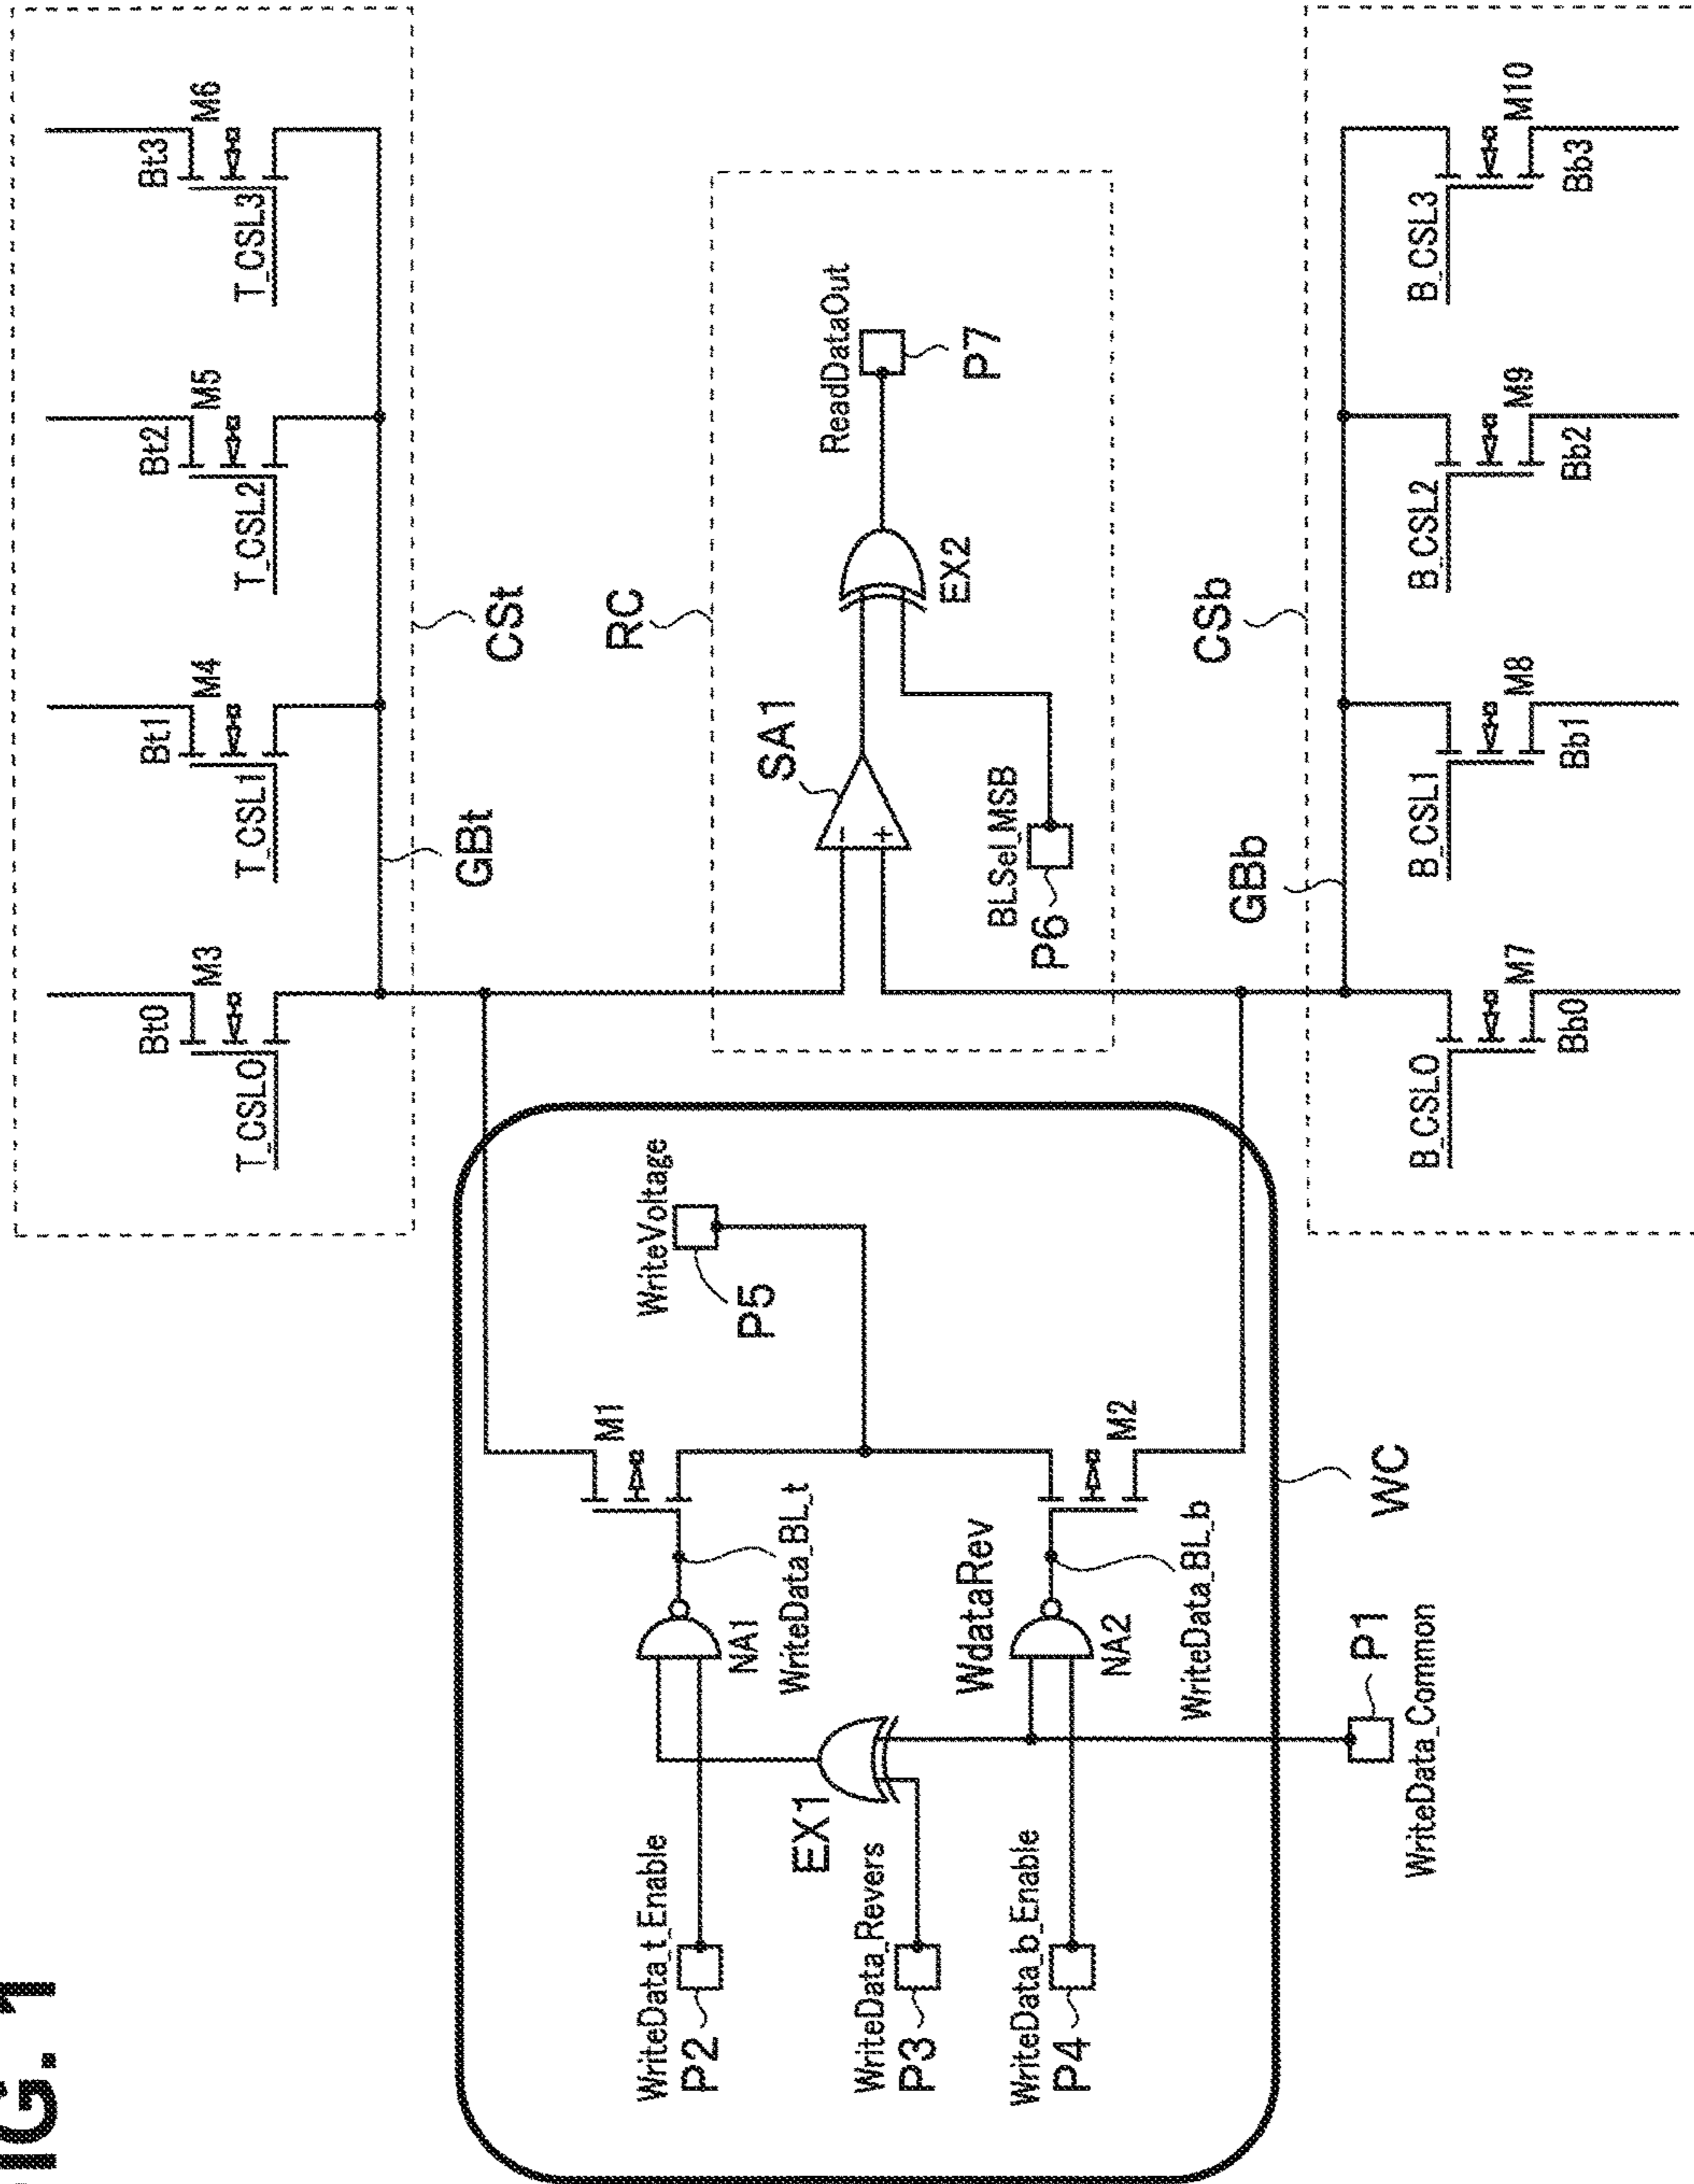 FIG. 1
Bt0
M3
T_CSL0
Bt1
M4
T_CSL1
Bt2
M5
T_CSL2
Bt3
M6
T_CSL3
GBt
CSt
WriteData_t_Enable
P2
NA1
WriteData_BL_t
M1
WriteVoltage
P5
EX1
WriteData_Revers
P3
WriteData_b_Enable
P4
WdataRev
NA2
WriteData_BL_b
M2
WC
P1
WriteData_Common
RC
SA1
-
+
BLSel_MSB
P6
EX2
ReadDataOut
P7
GBb
CSb
B_CSL0
M7
Bb0
B_CSL1
M8
Bb1
B_CSL2
M9
Bb2
B_CSL3
M10
Bb3